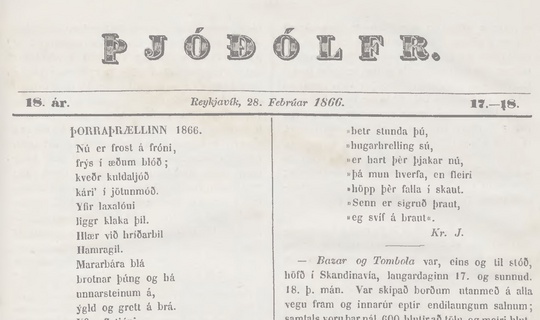 ÞJÓÐÓLFR.
18. ár.
Reykjavík, 28. Febrúar 1866.
17.—18.
ÞORRAÞRÆLLINN 1866.
Nú er frost á fróni,
frýs í æðum blóð;
kveðr kuldaljóð
kári' í jötunmóð.
Yfir laxalóni
liggr klaka þil.
Hlær við hríðarbil
Hamragil.
Mararbára blá
brotnar þúng og há
unnarsteinum á,
ýgld og grett á brá.
»betr stunda þú,
»hugarhrelling sú,
»er hart þèr þjakar nú,
»þá mun hverfa, en fleiri
»höpp þèr falla í skaut.
»Senn er sigruð þraut,
»eg svíf á braut«.
Kr. J.
— Bazar og Tombola var, eins og til stóð,
höfð í Skandinavía, laugardaginn 17. og sunnud.
18. þ. mán. Var skipað borðum utanmeð á alla
vegu fram og innarúr eptir endilaungum salnum;